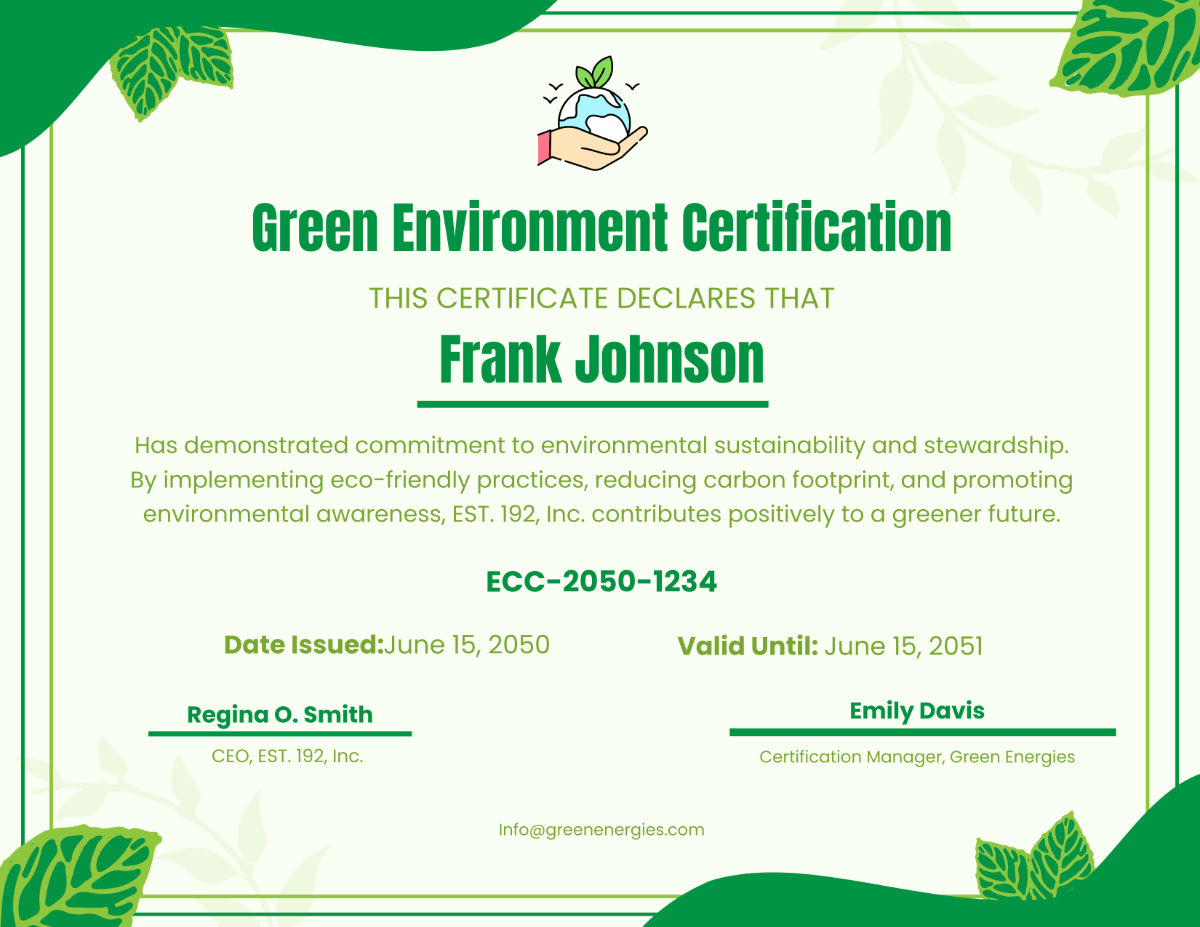 Green Environment Certification
THIS CERTIFICATE DECLARES THAT
Frank Johnson
Has demonstrated commitment to environmental sustainability and stewardship.
By implementing eco-friendly practices, reducing carbon footprint, and promoting
environmental awareness, EST. 192, Inc. contributes positively to a greener future.
ECC-2050-1234
Date Issued:June 15, 2050
Valid Until: June 15, 2051
Regina O. Smith
CEO, EST. 192, Inc.
Emily Davis
Certification Manager, Green Energies
Info@greenenergies.com